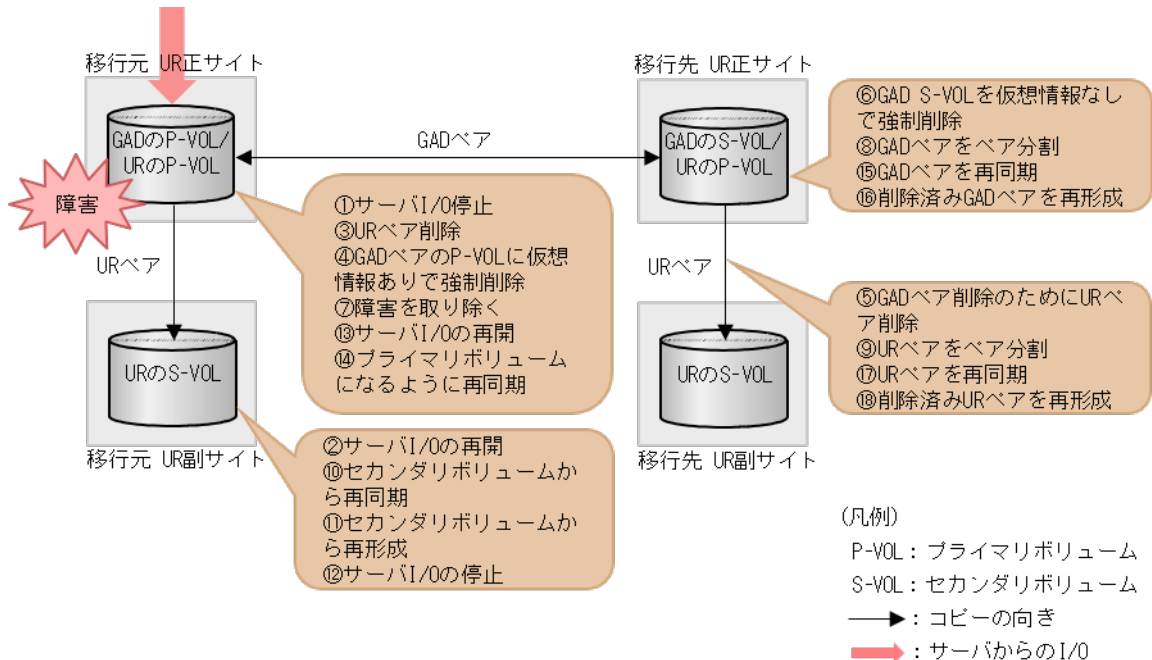 移行元 UR正サイト
GADのP-VOL/
URのP-VOL
障害
GADペア
移行先 UR正サイト
GADのS-VOL/
URのP-VOL
⑥GAD S-VOLを仮想情報なし
で強制削除
⑧GADペアをペア分割
⑮GADペアを再同期
⑯削除済みGADペアを再形成
①サーバI/O停止
③URペア削除
④GADペアのP-VOLに仮想
情報ありで強制削除
⑦障害を取り除く
⑬サーバI/Oの再開
⑭プライマリボリューム
になるように再同期
URペア
URペア
⑤GADペア削除のためにURペ
ア削除
⑨URペアをペア分割
⑰URペアを再同期
⑱削除済みURペアを再形成
URのS-VOL
移行元 UR副サイト
URのS-VOL
移行先 UR副サイト
②サーバI/Oの再開
⑩セカンダリボリュームか
ら再同期
⑪セカンダリボリュームか
ら再形成
⑫サーバI/Oの停止
(凡例)
P-VOL：プライマリボリューム
S-VOL：セカンダリボリューム
：コピーの向き
：サーバからのI/O